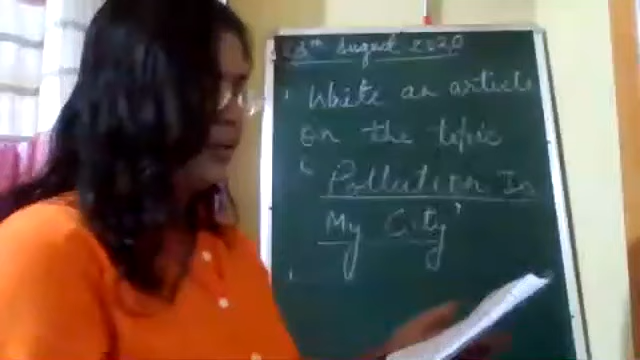 August 2020
Write an article
on the topic
' Pollution In
My City'